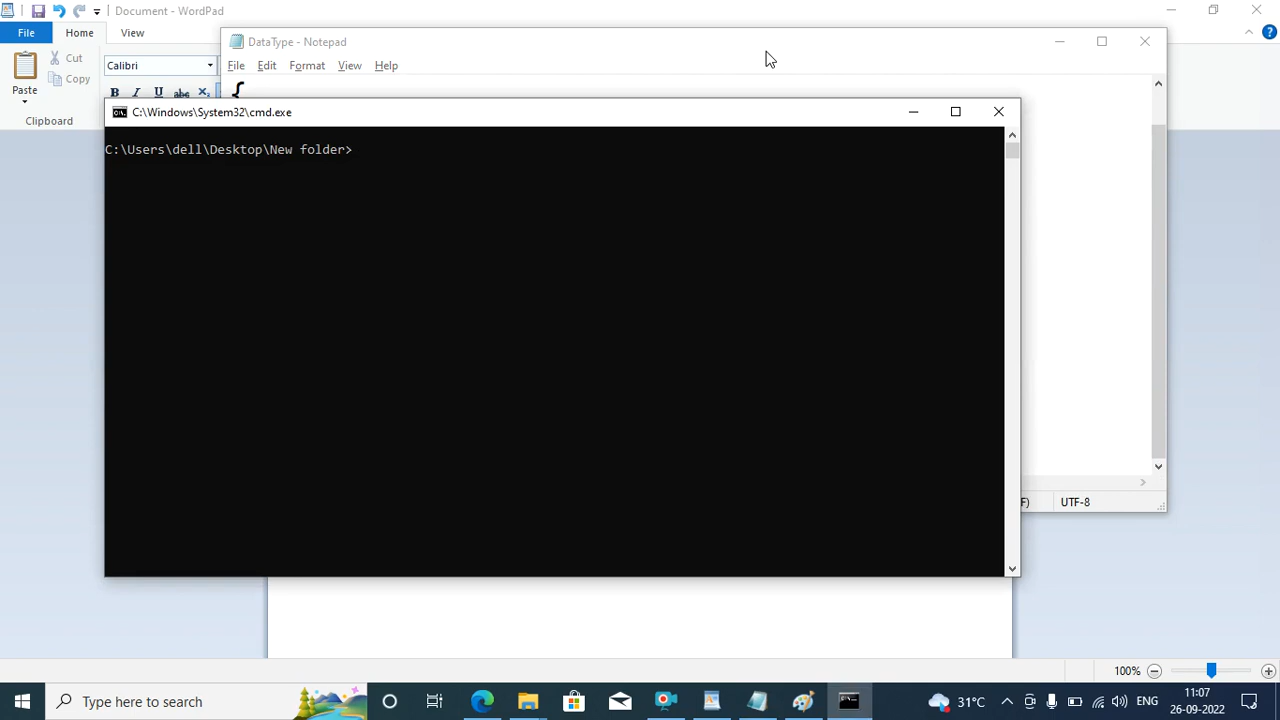 Document - WordPad
File Home View
Cut
Copy
Paste
Clipboard
Calibri
B I U abc X₂
DataType - Notepad
File Edit Format View Help
{
C:\Windows\System32\cmd.exe
C:\Users\dell\Desktop\New folder>
F) UTF-8
100%
Type here to search
31°C
ENG
11:07
26-09-2022